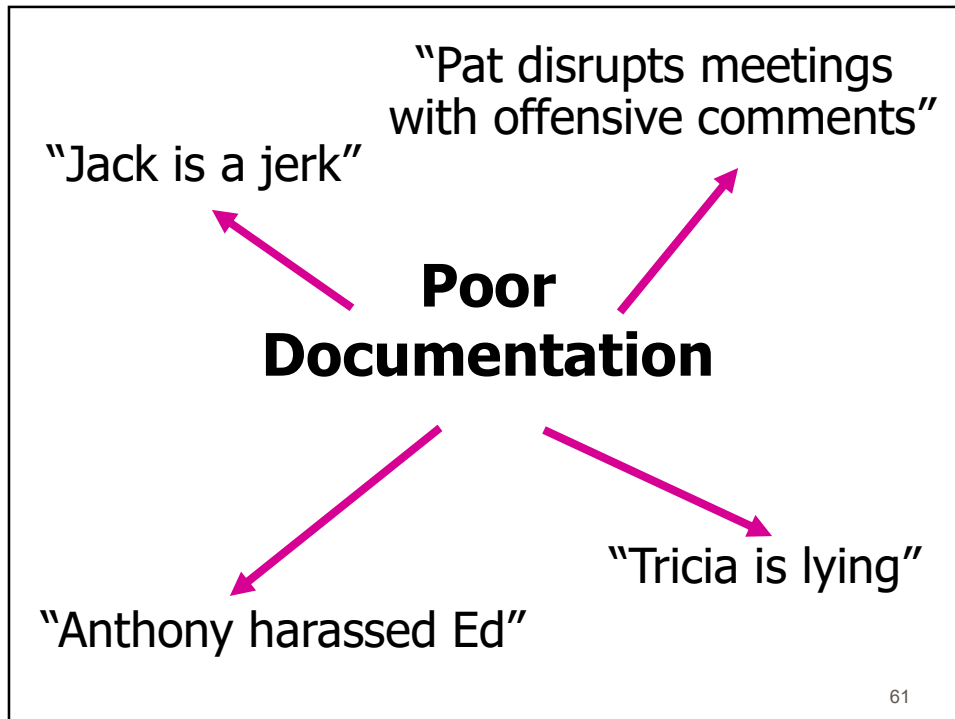 “Pat disrupts meetings
with offensive comments”
“Jack is a jerk”
Poor
Documentation
“Tricia is lying”
“Anthony harassed Ed”
61